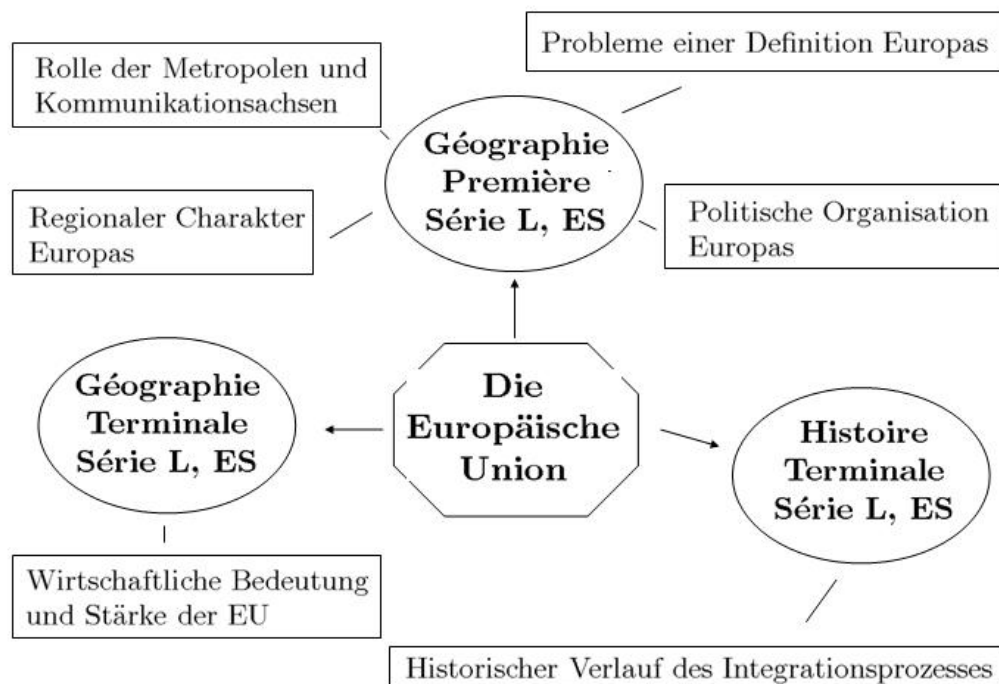 Probleme einer Definition Europas
Rolle der Metropolen und
Kommunikationsachsen
Géographie
Première
Série L, ES
Regionaler Charakter
Europas
Politische Organisation
Europas
Géographie
Terminale
Série L, ES
Die
Europäische
Union
Histoire
Terminale
Série L, ES
Wirtschaftliche Bedeutung
und Stärke der EU
Historischer Verlauf des Integrationsprozesses